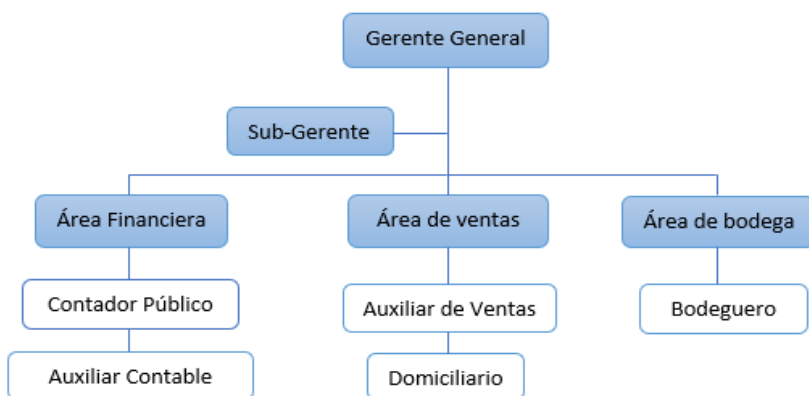 Gerente General
Sub-Gerente
Área Financiera
Área de ventas
Área de bodega
Contador Público
Auxiliar de Ventas
Bodeguero
Auxiliar Contable
Domiciliario